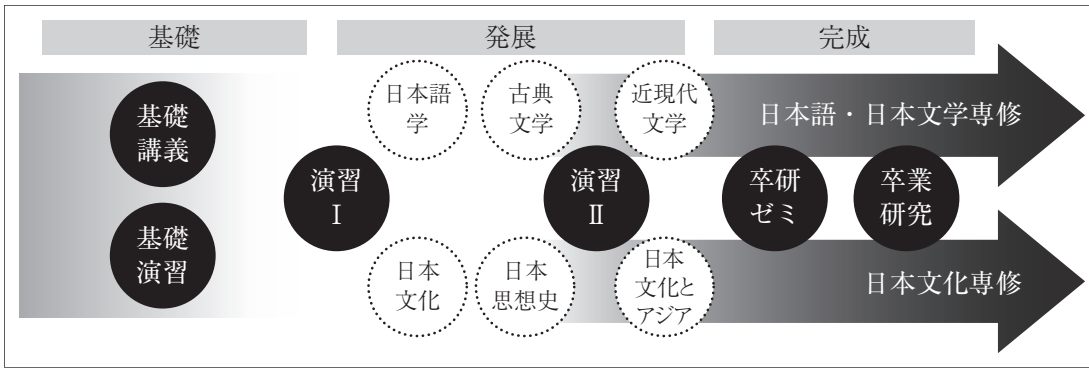 基礎
発展
完成
基礎
講義
基礎
演習
演習
Ⅰ
日本語
学
古典
文学
近現代
文学
演習
Ⅱ
日本
文化
日本
思想史
日本
文化と
アジア
卒研
ゼミ
卒業
研究
日本語・日本文学専修
日本文化専修